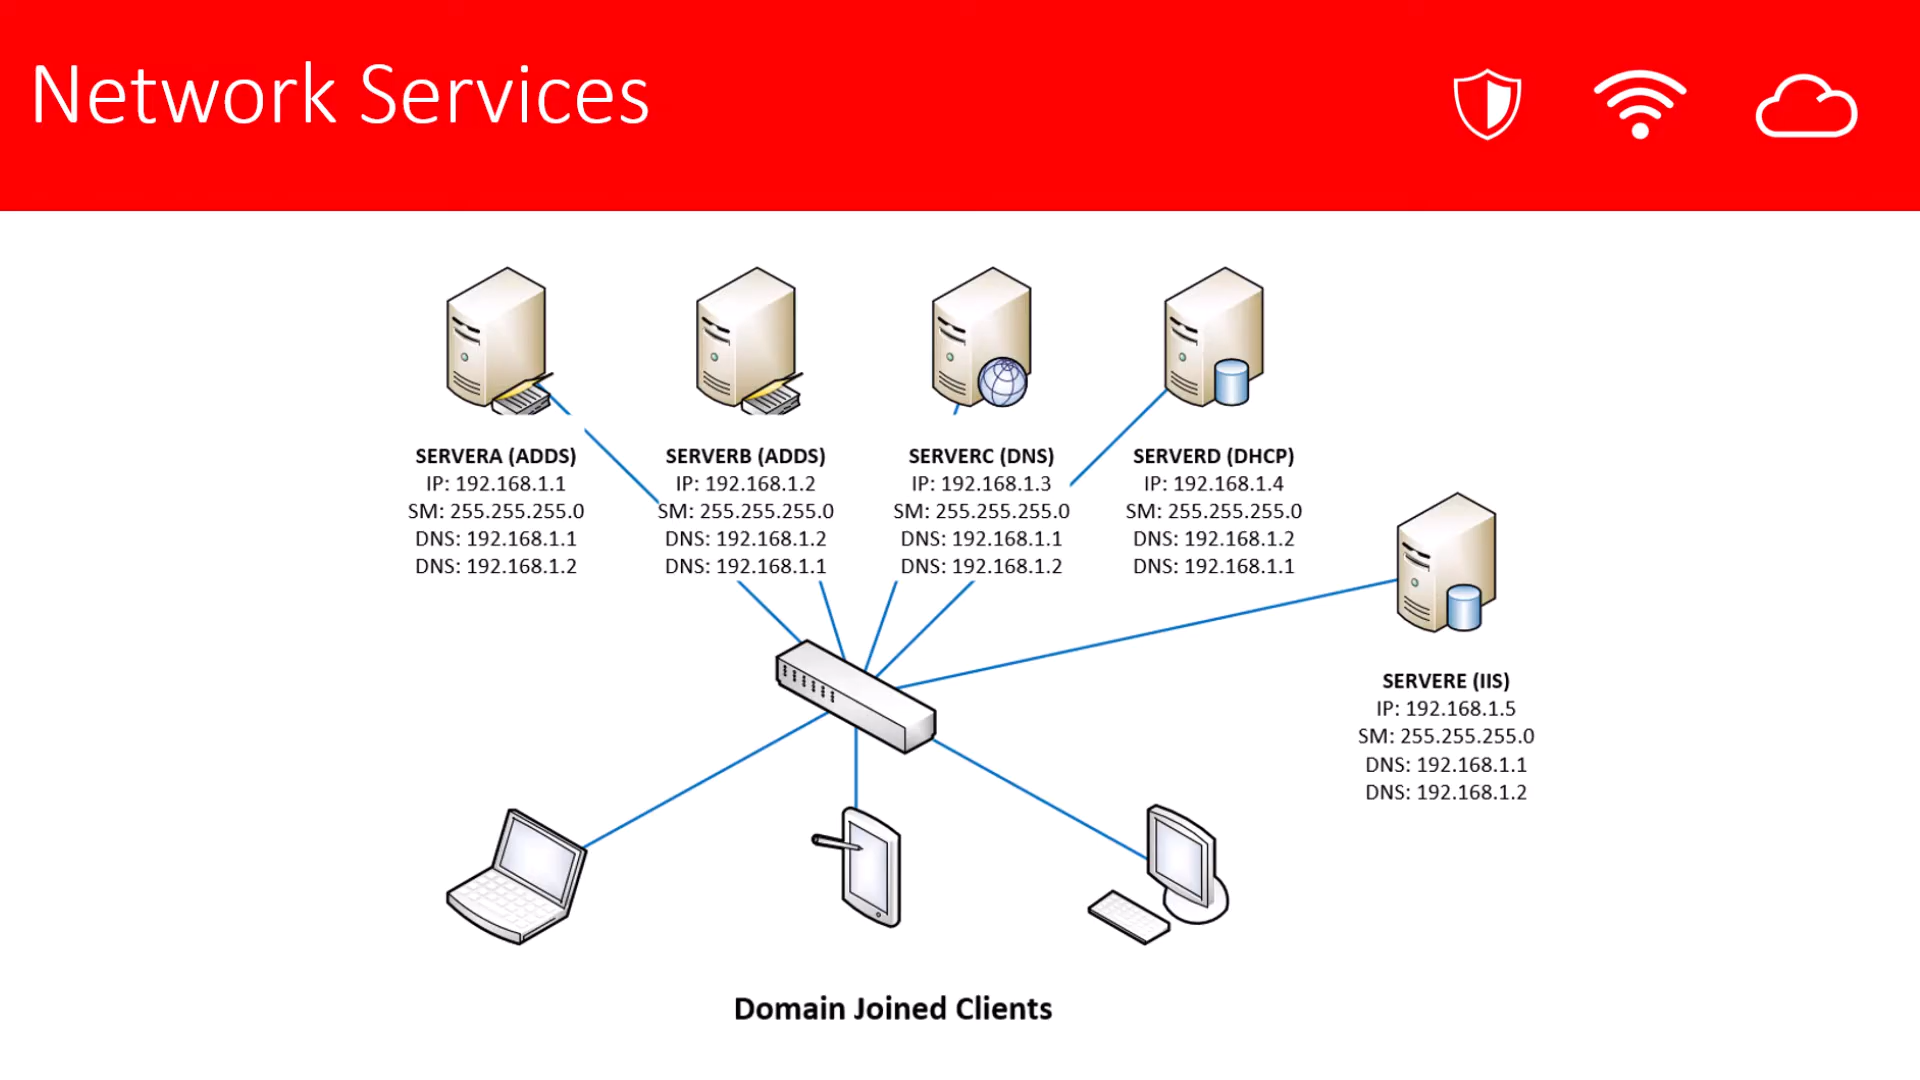 Network Services
SERVERA (ADDS)
IP: 192.168.1.1
SM: 255.255.255.0
DNS: 192.168.1.1
DNS: 192.168.1.2
SERVERB (ADDS)
IP: 192.168.1.2
SM: 255.255.255.0
DNS: 192.168.1.2
DNS: 192.168.1.1
SERVERC (DNS)
IP: 192.168.1.3
SM: 255.255.255.0
DNS: 192.168.1.1
DNS: 192.168.1.2
SERVERD (DHCP)
IP: 192.168.1.4
SM: 255.255.255.0
DNS: 192.168.1.2
DNS: 192.168.1.1
SERVERE (IIS)
IP: 192.168.1.5
SM: 255.255.255.0
DNS: 192.168.1.1
DNS: 192.168.1.2
Domain Joined Clients